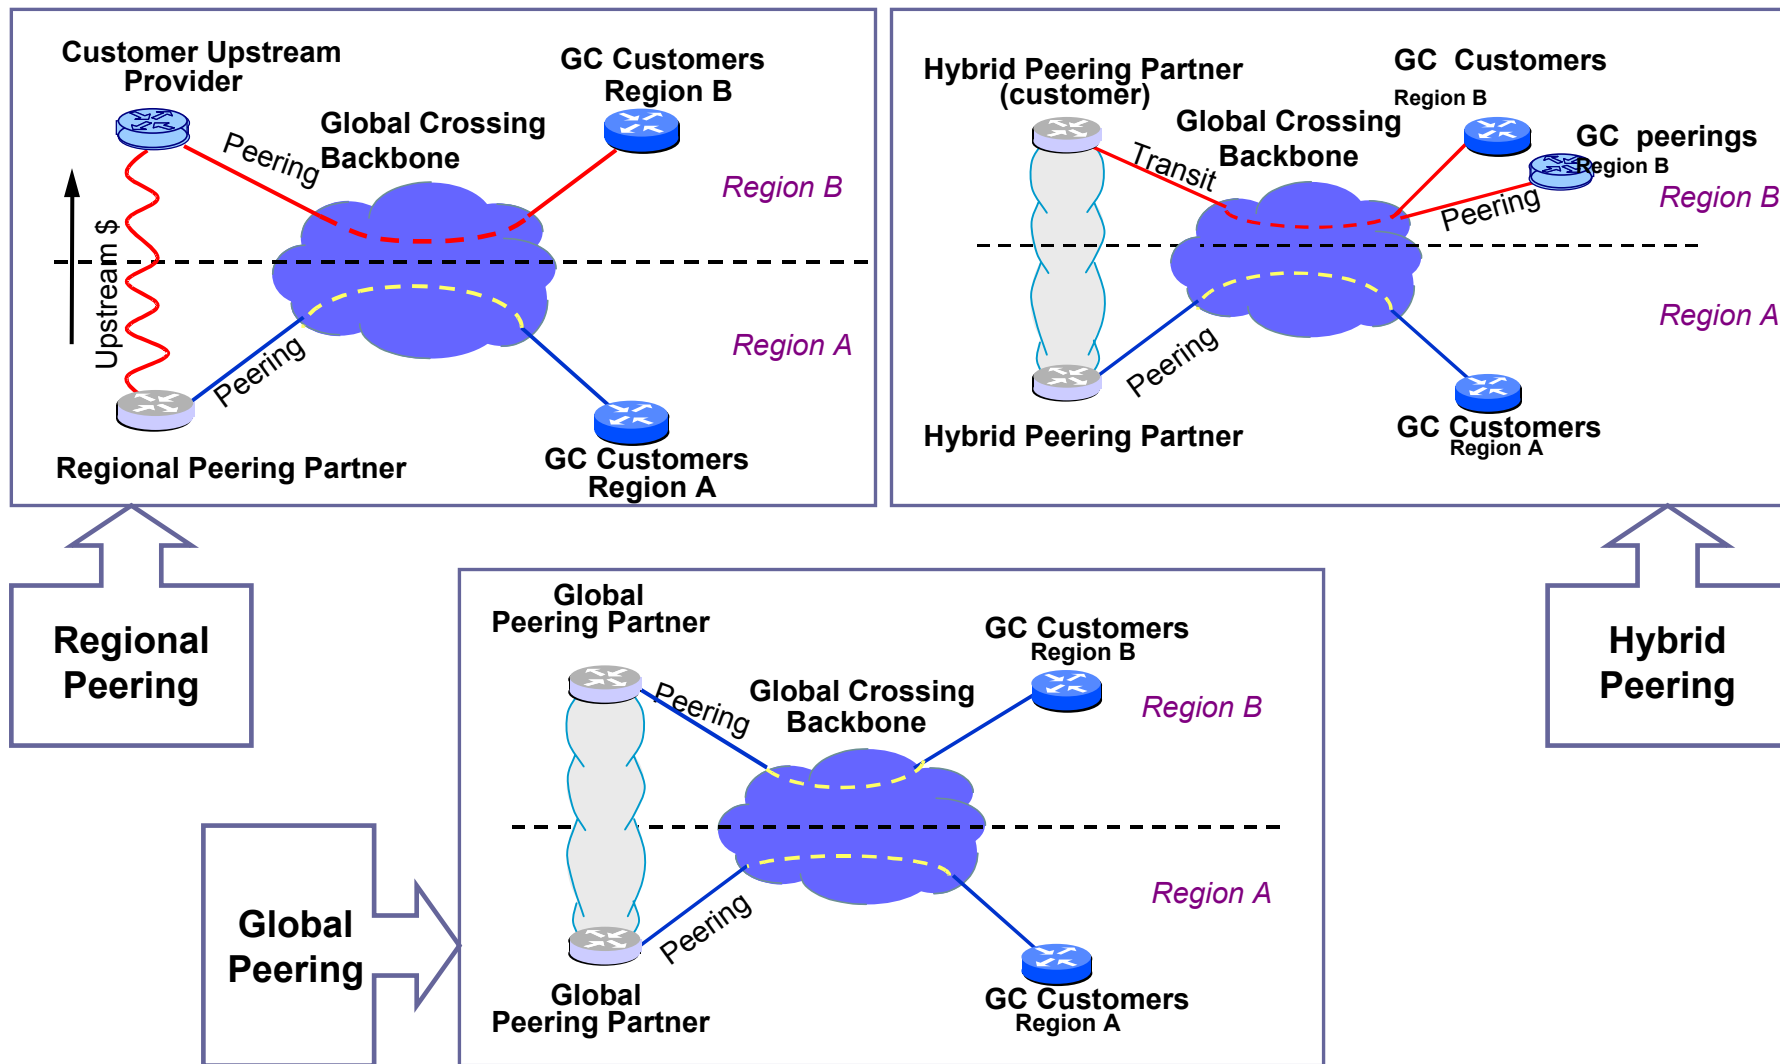 Customer Upstream
Provider
GC Customers
Region B
Global Crossing
Backbone
Peering
Region B
Upstream $
Region A
Peering
Regional Peering Partner
GC Customers
Region A
Hybrid Peering Partner
(customer)
GC Customers
Region B
Global Crossing
Backbone
GC peerings
Region B
Transit
Peering
Region B
Region A
Peering
Hybrid Peering Partner
GC Customers
Region A
Regional
Peering
Hybrid
Peering
Global
Peering Partner
GC Customers
Region B
Global Crossing
Backbone
Peering
Region B
Region A
Peering
Global
Peering Partner
GC Customers
Region A
Global
Peering